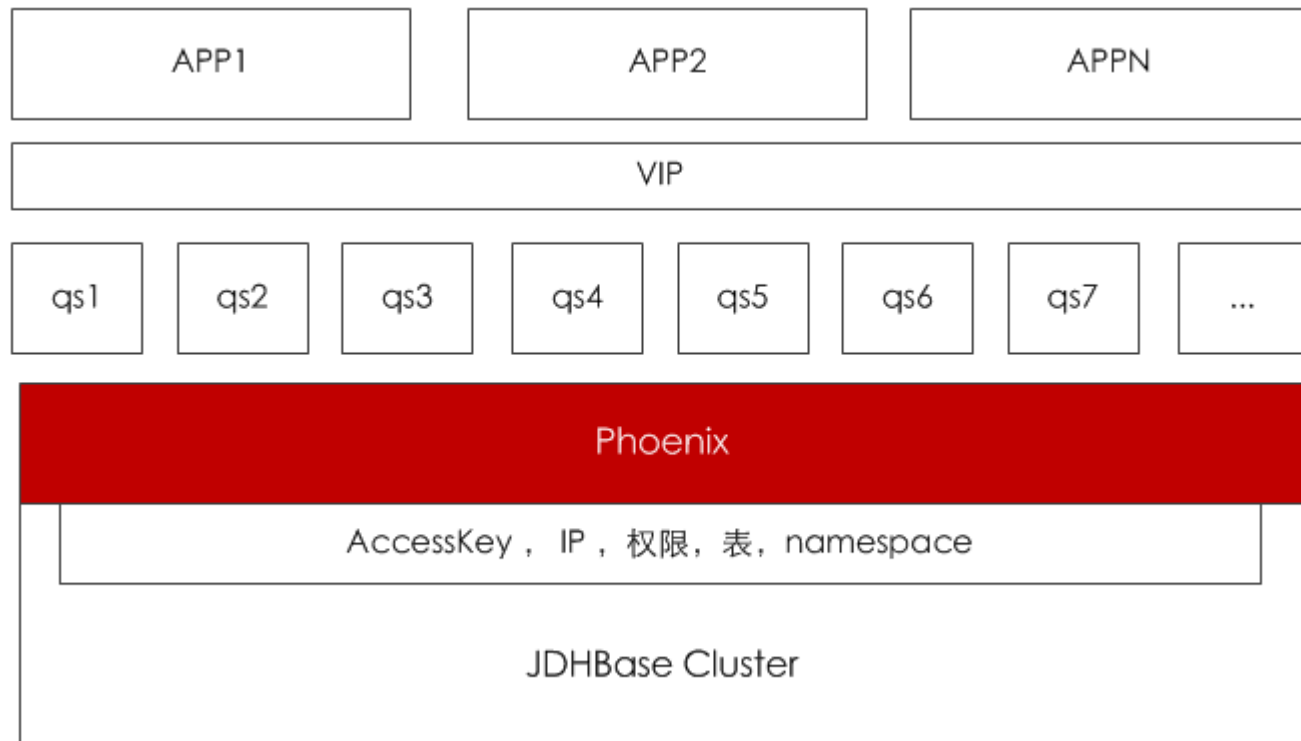 APP1 APP2 APPN
VIP
qs1 qs2 qs3 qs4 qs5 qs6 qs7 ...
Phoenix
AccessKey ， IP ，权限，表，namespace
JDHBase Cluster